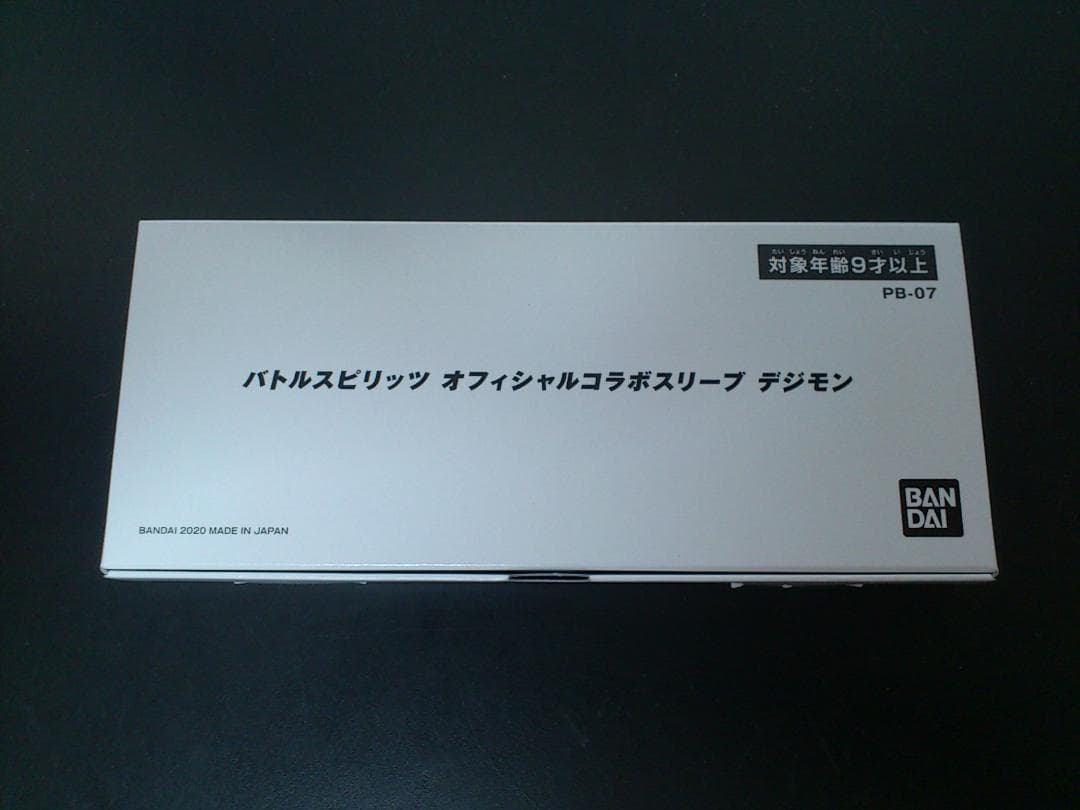 たいしょうねんれい さいいじょう
対象年齢9才以上
PB-07
バトルスピリッツ オフィシャルコラボスリーブ デジモン
BANDAI 2020 MADE IN JAPAN
BAN
DAI